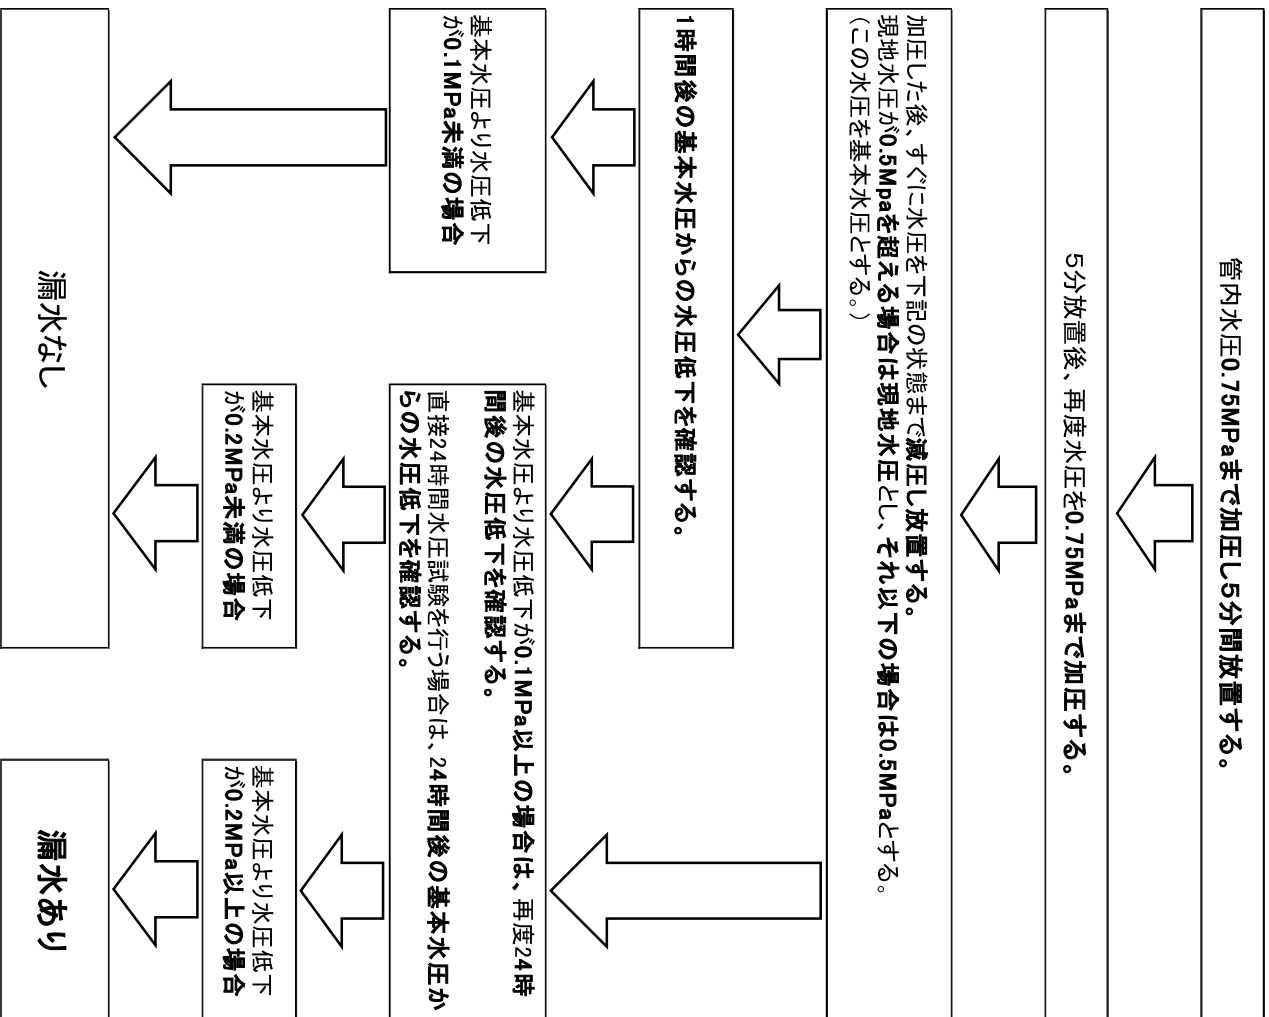 管内水圧0.75MPaまで加圧し5分間放置する。
5分放置後、再度水圧を0.75MPaまで加圧する。
加圧した後、すぐに水圧を下記の状態まで減圧し放置する。
現地水圧が0.5Mpaを超える場合は現地水圧とし、それ以下の場合は0.5MPaとする。
（この水圧を基本水圧とする。）
1時間後の基本水圧からの水圧低下を確認する。
基本水圧より水圧低下
が0.1MPa未満の場合
基本水圧より水圧低下が0.1MPa以上の場合は、再度24時
間後の水圧低下を確認する。
直接24時間水圧試験を行う場合は、24時間後の基本水圧か
らの水圧低下を確認する。
基本水圧より水圧低下
が0.2MPa未満の場合
基本水圧より水圧低下
が0.2MPa以上の場合
漏水なし
漏水あり